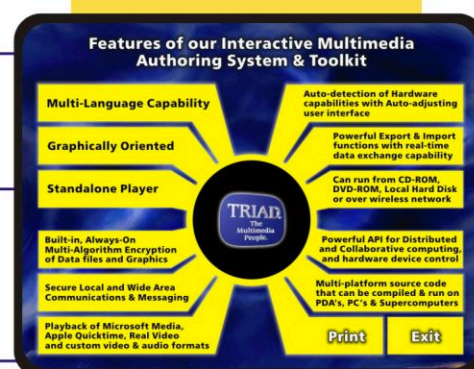 Features of our Interactive Multimedia
Authoring System & Toolkit
Multi-Language Capability
Graphically Oriented
Standalone Player
Built-in, Always-On
Multi-Algorithm Encryption
of Data files and Graphics
Secure Local and Wide Area
Communications & Messaging
Playback of Microsoft Media,
Apple Quicktime, Real Video
and custom video & audio formats
TRIAD
The
Multimedia
People.
Auto-detection of Hardware
capabilities with Auto-adjusting
user interface
Powerful Export & Import
functions with real-time
data exchange capability
Can run from CD-ROM,
DVD-ROM, Local Hard Disk
or over wireless network
Powerful API for Distributed
and Collaborative computing,
and hardware device control
Multi-platform source code
that can be compiled & run on
PDA's, PC's & Supercomputers
Print
Exit